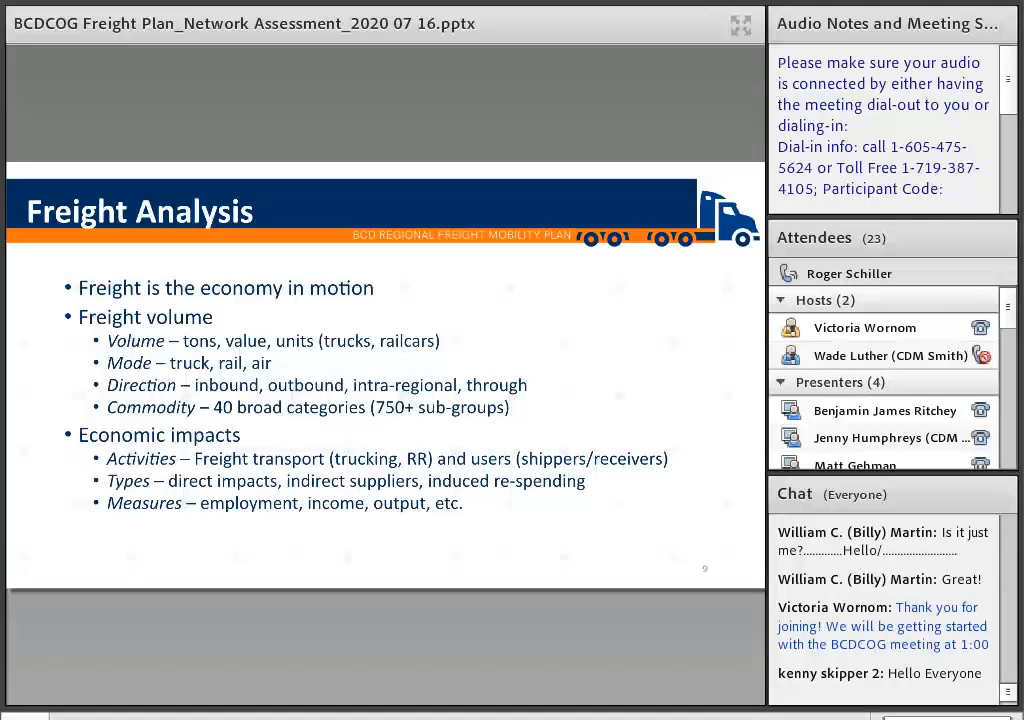 BCDCOG Freight Plan_Network Assessment_2020 07 16.pptx
Freight Analysis
BCD REGIONAL FREIGHT MOBILITY PLAN
• Freight is the economy in motion
• Freight volume
• Volume – tons, value, units (trucks, railcars)
• Mode – truck, rail, air
• Direction – inbound, outbound, intra-regional, through
• Commodity – 40 broad categories (750+ sub-groups)
• Economic impacts
• Activities – Freight transport (trucking, RR) and users (shippers/receivers)
• Types – direct impacts, indirect suppliers, induced re-spending
• Measures – employment, income, output, etc.
9
Audio Notes and Meeting S...
Please make sure your audio
is connected by either having
the meeting dial-out to you or
dialing-in:
Dial-in info: call 1-605-475-
5624 or Toll Free 1-719-387-
4105; Participant Code:
Attendees (23)
Roger Schiller
Hosts (2)
Victoria Wornom
Wade Luther (CDM Smith)
Presenters (4)
Benjamin James Ritchey
Jenny Humphreys (CDM ...
Matt Gehman
Chat (Everyone)
William C. (Billy) Martin: Is it just
me?.............Hello/.........................
William C. (Billy) Martin: Great!
Victoria Wornom: Thank you for
joining! We will be getting started
with the BCDCOG meeting at 1:00
kenny skipper 2: Hello Everyone